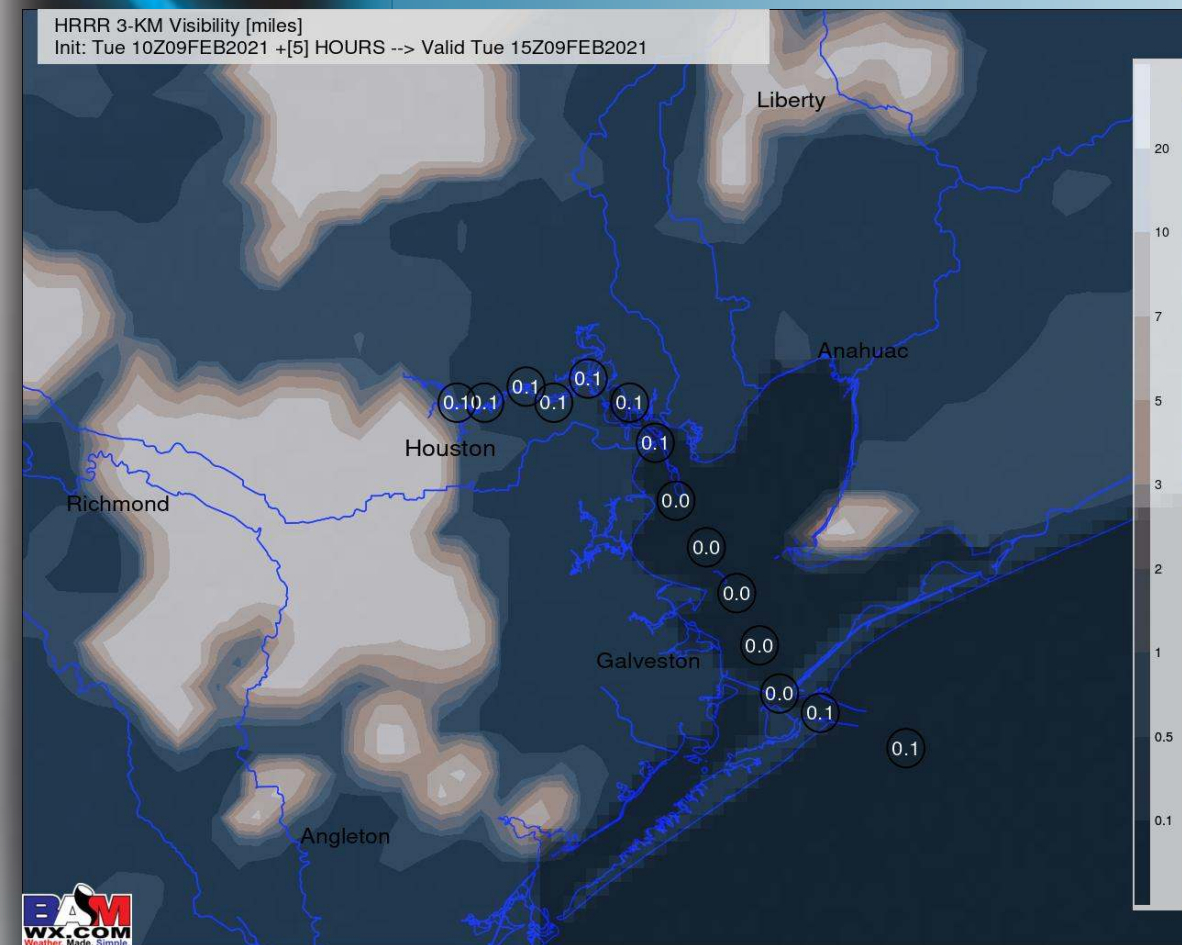 HRRR 3-KM Visibility [miles]
Init: Tue 10Z09FEB2021 +[5] HOURS --> Valid Tue 15Z09FEB2021
Liberty
20
10
7
Anahuac
0.1
0.1
0.1
0.1
0.1
0.1
5
0.1
Houston
3
Richmond
0.0
0.0
2
0.0
0.0
1
Galveston
0.0
0.1
0.5
0.1
0.1
Angleton
BAM
WX.COM
Weather. Made. Simple.